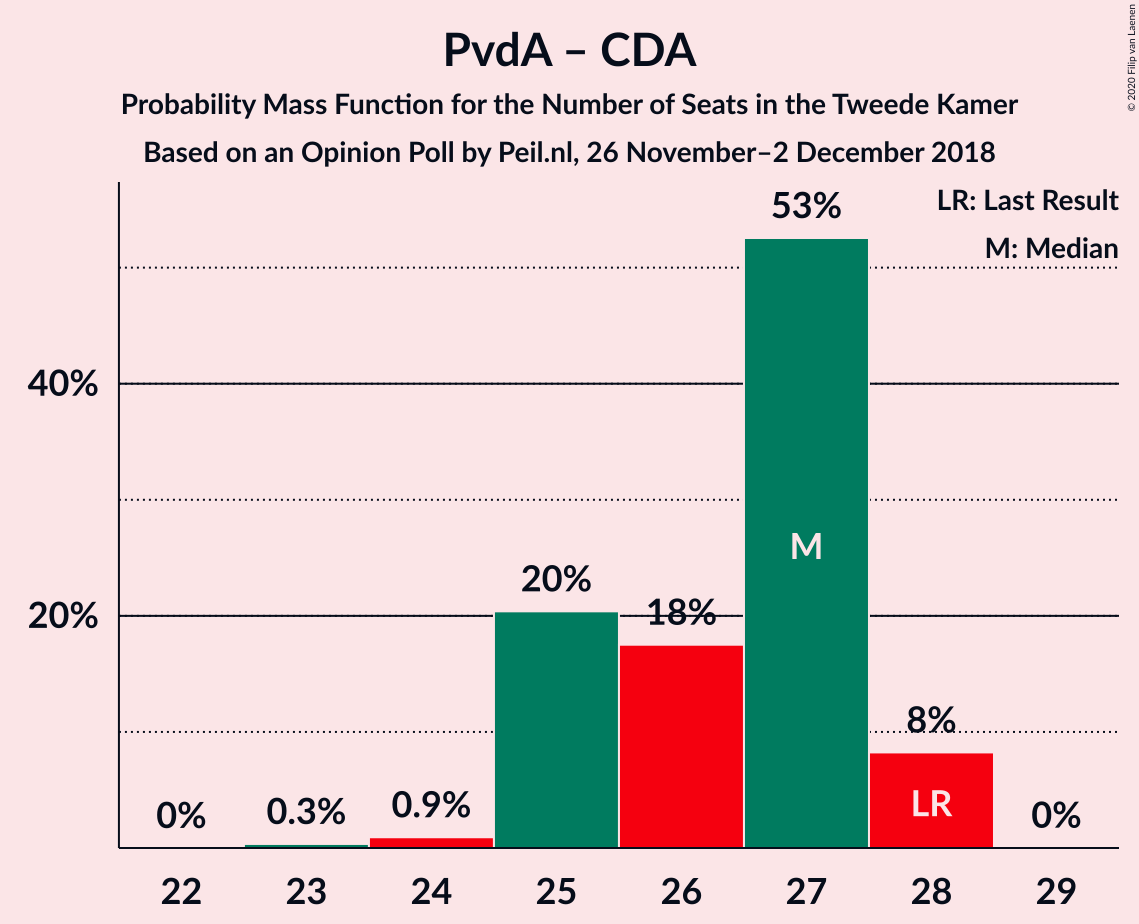 PvdA – CDA
Probability Mass Function for the Number of Seats in the Tweede Kamer
Based on an Opinion Poll by Peil.nl, 26 November–2 December 2018
© 2020 Filip van Laenen
LR: Last Result
M: Median
53%
40%
M
20%
18%
20%
8%
0%
0.3%
0.9%
LR
0%
22 23 24 25 26 27 28 29